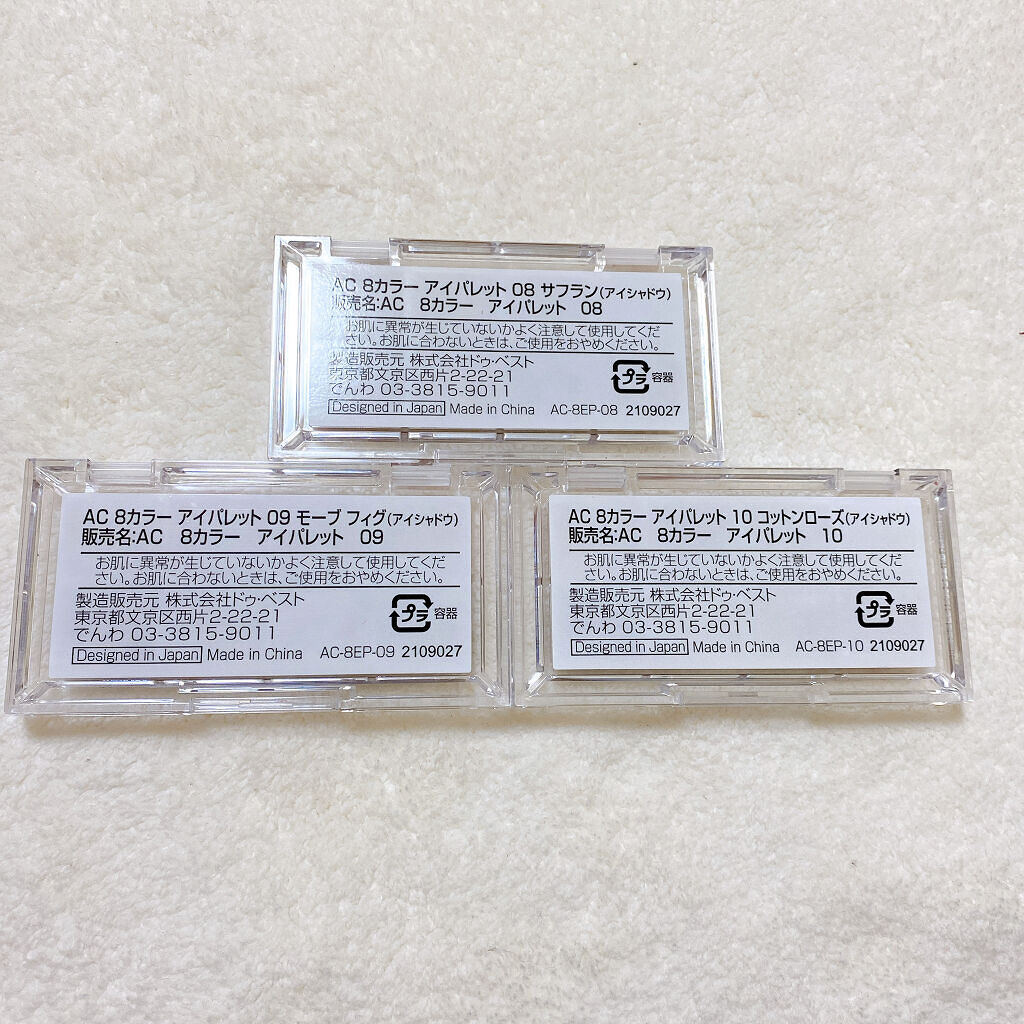 AC 8カラー アイパレット 08 サフラン(アイシャドウ)
販売名:AC 8カラー アイパレット 08
お肌に異常が生じていないかよく注意して使用してくだ
さい。お肌に合わないときは、ご使用をおやめください。
製造販売元 株式会社ドゥ・ベスト
東京都文京区西片2-22-21
でんわ 03-3815-9011
プラ 容器
Designed in Japan Made in China AC-8EP-08 2109027
AC 8カラー アイパレット 09 モーブ フィグ(アイシャドウ)
販売名:AC 8カラー アイパレット 09
お肌に異常が生じていないかよく注意して使用してくだ
さい。お肌に合わないときは、ご使用をおやめください。
製造販売元 株式会社ドゥ・ベスト
東京都文京区西片2-22-21
でんわ 03-3815-9011
プラ 容器
Designed in Japan Made in China AC-8EP-09 2109027
AC 8カラー アイパレット 10 コットンローズ(アイシャドウ)
販売名:AC 8カラー アイパレット 10
お肌に異常が生じていないかよく注意して使用してくだ
さい。お肌に合わないときは、ご使用をおやめください。
製造販売元 株式会社ドゥ・ベスト
東京都文京区西片2-22-21
でんわ 03-3815-9011
プラ 容器
Designed in Japan Made in China AC-8EP-10 2109027